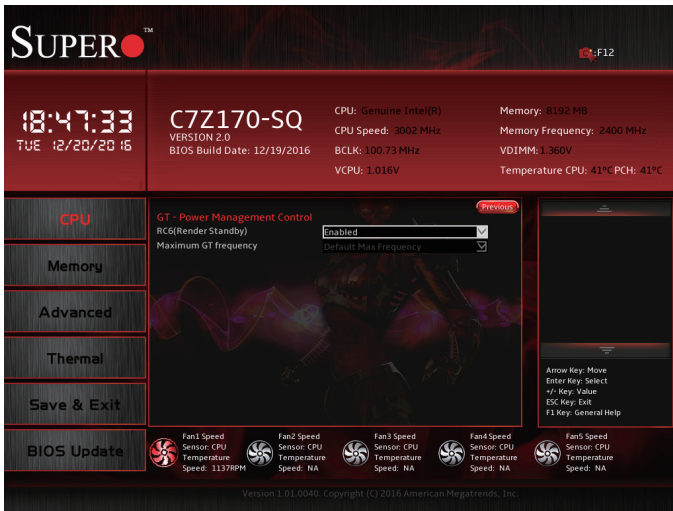 SUPER™
:F12
18:47:33
TUE 12/20/2016
C7Z170-SQ
VERSION 2.0
BIOS Build Date: 12/19/2016
CPU: Genuine Intel(R)
CPU Speed: 3002 MHz
BCLK: 100.73 MHz
VCPU: 1.016V
Memory: 8192 MB
Memory Frequency: 2400 MHz
VDIMM: 1.360V
Temperature CPU: 41°C PCH: 41°C
CPU
Memory
Advanced
Thermal
Save & Exit
BIOS Update
Previous
GT - Power Management Control
RC6(Render Standby) Enabled
Maximum GT frequency Default Max Frequency
Arrow Key: Move
Enter Key: Select
+/- Key: Value
ESC Key: Exit
F1 Key: General Help
Fan1 Speed
Sensor: CPU
Temperature
Speed: 1137RPM
Fan2 Speed
Sensor: CPU
Temperature
Speed: NA
Fan3 Speed
Sensor: CPU
Temperature
Speed: NA
Fan4 Speed
Sensor: CPU
Temperature
Speed: NA
Fan5 Speed
Sensor: CPU
Temperature
Speed: NA
Version 1.01.0040. Copyright (C) 2016 American Megatrends, Inc.